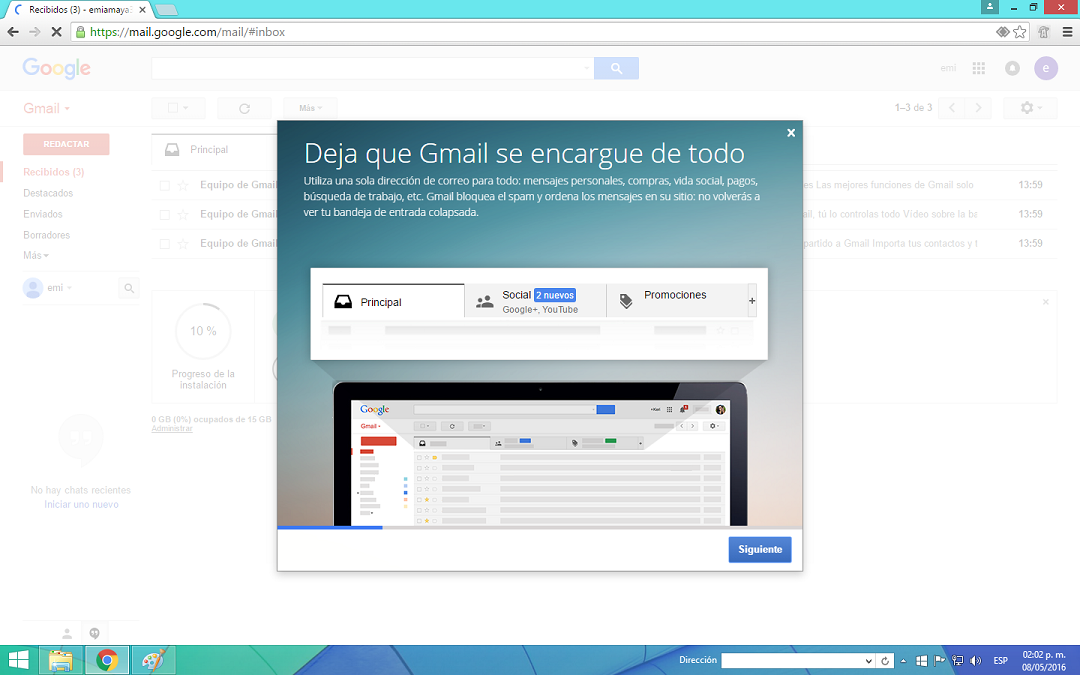 Recibidos (3) - emiamaya
https://mail.google.com/mail/#inbox
Google
emi
e
Gmail
Más
1–3 de 3
REDACTAR
Principal
Recibidos (3)
Destacados
Enviados
Borradores
Más
emi
Equipo de Gmail
es Las mejores funciones de Gmail solo
13:59
Equipo de Gmail
ail, tú lo controlas todo Vídeo sobre la ba
13:59
Equipo de Gmail
partido a Gmail Importa tus contactos y t
13:59
10 %
Progreso de la
instalación
0 GB (0%) ocupados de 15 GB
Administrar
No hay chats recientes
Iniciar uno nuevo
Deja que Gmail se encargue de todo
Utiliza una sola dirección de correo para todo: mensajes personales, compras, vida social, pagos,
búsqueda de trabajo, etc. Gmail bloquea el spam y ordena los mensajes en su sitio: no volverás a
ver tu bandeja de entrada colapsada.
Principal
Social 2 nuevos
Google+, YouTube
Promociones
+
Google
Gmail
Siguiente
Dirección
ESP
02:02 p. m.
08/05/2016